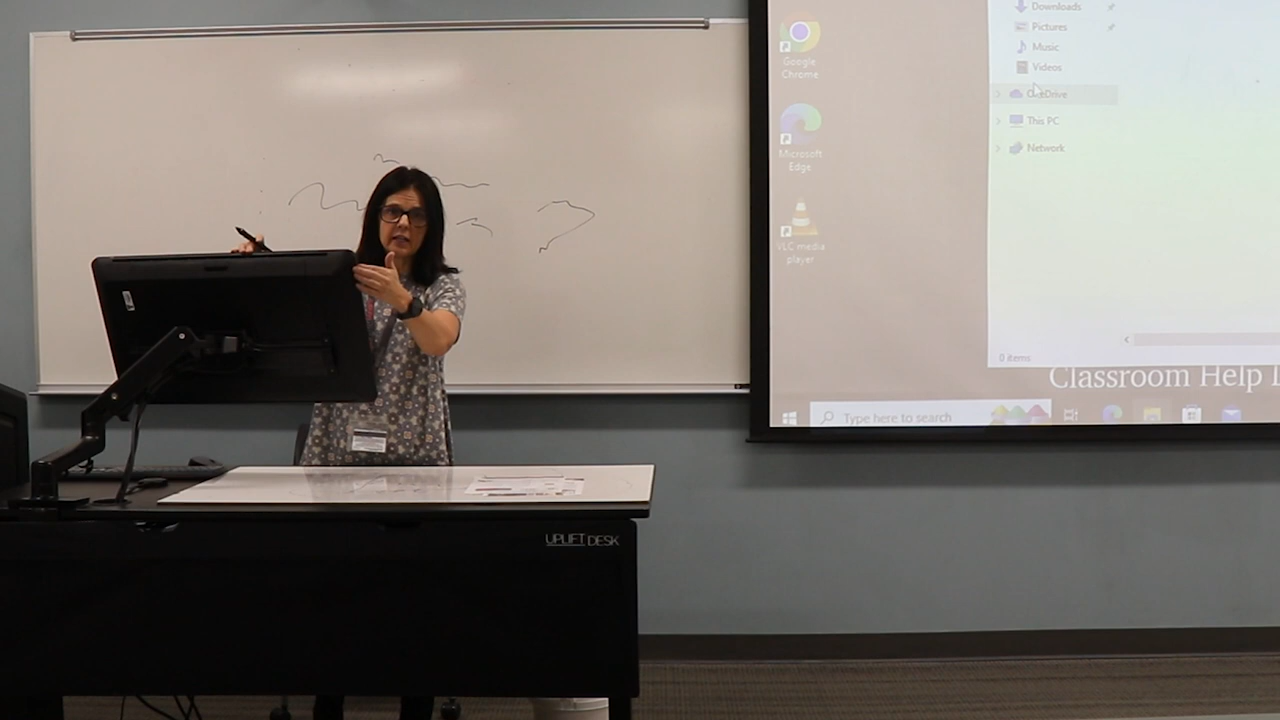 Google
Chrome
Microsoft
Edge
VLC media
player
Downloads
Pictures
Music
Videos
OneDrive
This PC
Network
0 items
Classroom Help
Type here to search
UPLIFT DESK